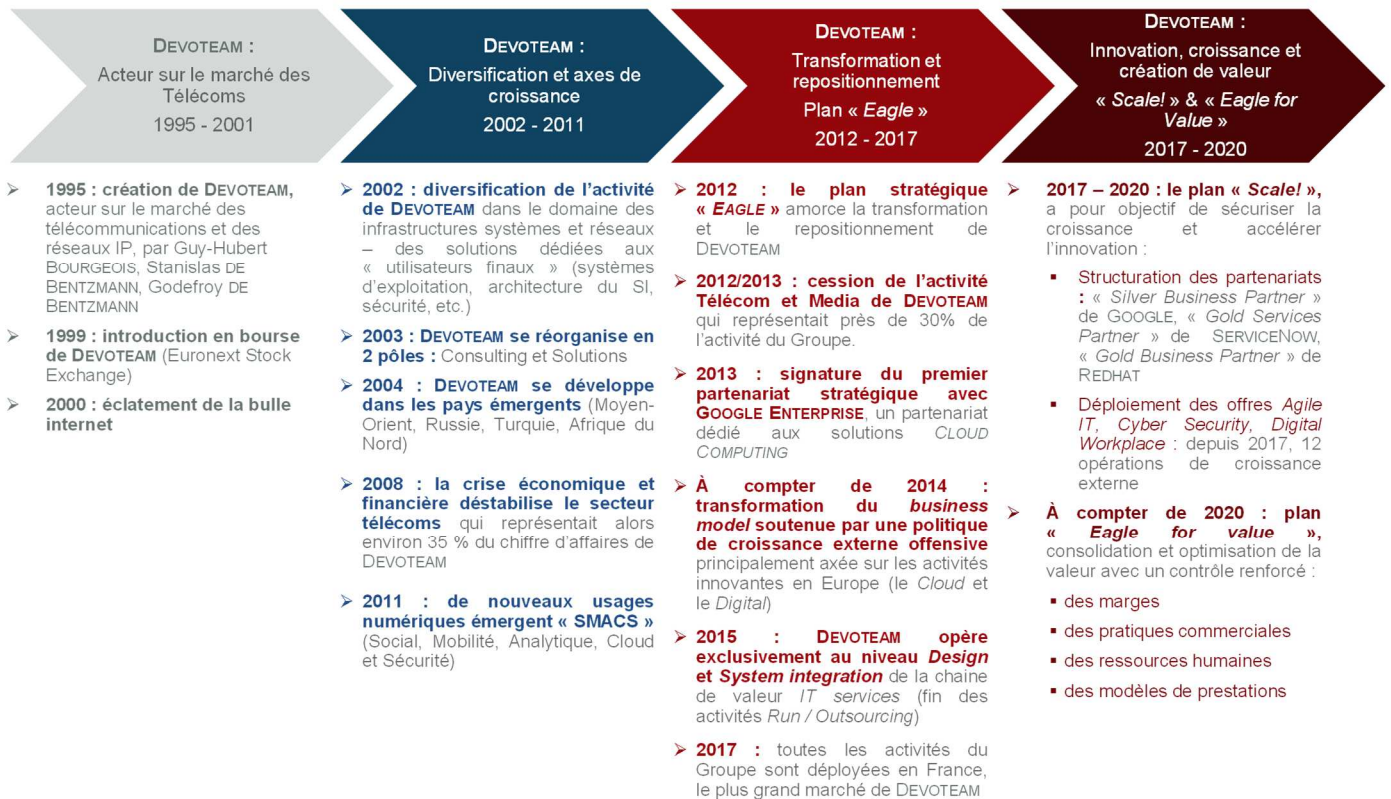 DEVOTEAM :
Acteur sur le marché des
Télécoms
1995 - 2001
DEVOTEAM :
Diversification et axes de
croissance
2002 - 2011
DEVOTEAM :
Transformation et
repositionnement
Plan « Eagle »
2012 - 2017
DEVOTEAM :
Innovation, croissance et
création de valeur
« Scale! » & « Eagle for
Value »
2017 - 2020
➢ 1995 : création de DEVOTEAM,
acteur sur le marché des
télécommunications et des
réseaux IP, par Guy-Hubert
BOURGEOIS, Stanislas DE
BENTZMANN, Godefroy DE
BENTZMANN
➢ 1999 : introduction en bourse
de DEVOTEAM (Euronext Stock
Exchange)
➢ 2000 : éclatement de la bulle
internet
➢ 2002 : diversification de l'activité
de DEVOTEAM dans le domaine des
infrastructures systèmes et réseaux
– des solutions dédiées aux
« utilisateurs finaux » (systèmes
d'exploitation, architecture du SI,
sécurité, etc.)
➢ 2003 : DEVOTEAM se réorganise en
2 pôles : Consulting et Solutions
➢ 2004 : DEVOTEAM se développe
dans les pays émergents (Moyen-
Orient, Russie, Turquie, Afrique du
Nord)
➢ 2008 : la crise économique et
financière déstabilise le secteur
télécoms qui représentait alors
environ 35 % du chiffre d'affaires de
DEVOTEAM
➢ 2011 : de nouveaux usages
numériques émergent « SMACS »
(Social, Mobilité, Analytique, Cloud
et Sécurité)
➢ 2012 : le plan stratégique
« EAGLE » amorce la transformation
et le repositionnement de
DEVOTEAM
➢ 2012/2013 : cession de l'activité
Télécom et Media de DEVOTEAM
qui représentait près de 30% de
l'activité du Groupe.
➢ 2013 : signature du premier
partenariat stratégique avec
GOOGLE ENTERPRISE, un partenariat
dédié aux solutions CLOUD
COMPUTING
➢ À compter de 2014 :
transformation du business
model soutenue par une politique
de croissance externe offensive
principalement axée sur les activités
innovantes en Europe (le Cloud et
le Digital)
➢ 2015 : DEVOTEAM opère
exclusivement au niveau Design
et System integration de la chaine
de valeur IT services (fin des
activités Run / Outsourcing)
➢ 2017 : toutes les activités du
Groupe sont déployées en France,
le plus grand marché de DEVOTEAM
➢ 2017 – 2020 : le plan « Scale! »,
a pour objectif de sécuriser la
croissance et accélérer
l'innovation :
▪ Structuration des partenariats
: « Silver Business Partner »
de GOOGLE, « Gold Services
Partner » de SERVICENOW,
« Gold Business Partner » de
REDHAT
▪ Déploiement des offres Agile
IT, Cyber Security, Digital
Workplace : depuis 2017, 12
opérations de croissance
externe
➢ À compter de 2020 : plan
« Eagle for value »,
consolidation et optimisation de la
valeur avec un contrôle renforcé :
▪ des marges
▪ des pratiques commerciales
▪ des ressources humaines
▪ des modèles de prestations